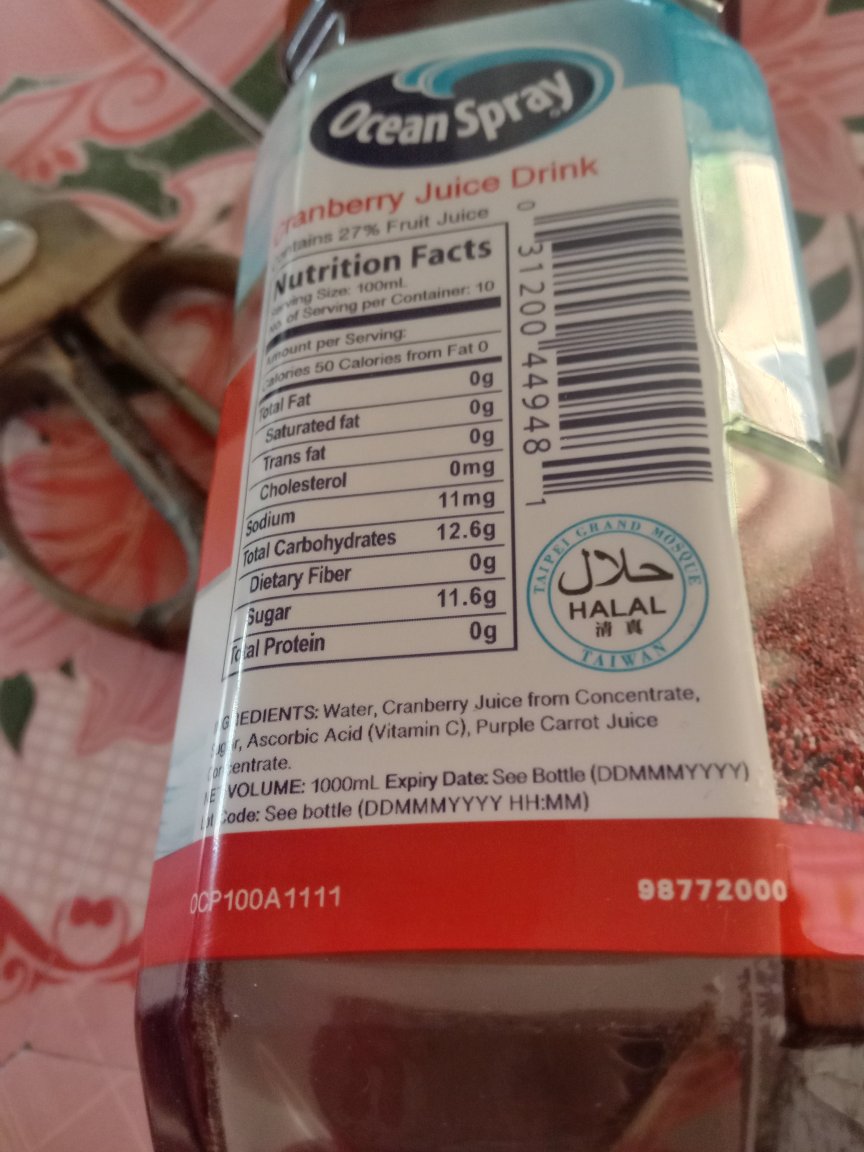 Ocean Spray
Cranberry Juice Drink
Contains 27% Fruit Juice
Nutrition Facts
Serving Size: 100mL
No. of Serving per Container: 10
Amount per Serving:
Calories 50 Calories from Fat 0
Total Fat 0g
Saturated fat 0g
Trans fat 0g
Cholesterol 0mg
Sodium 11mg
Total Carbohydrates 12.6g
Dietary Fiber 0g
Sugar 11.6g
Total Protein 0g
0 31200 44948 1
TAIPEI GRAND MOSQUE
حلال
HALAL
清真
TAIWAN
INGREDIENTS: Water, Cranberry Juice from Concentrate,
Sugar, Ascorbic Acid (Vitamin C), Purple Carrot Juice
Concentrate.
NET VOLUME: 1000mL Expiry Date: See Bottle (DDMMMYYYY)
Lot Code: See bottle (DDMMMYYYY HH:MM)
OCP100A1111
98772000